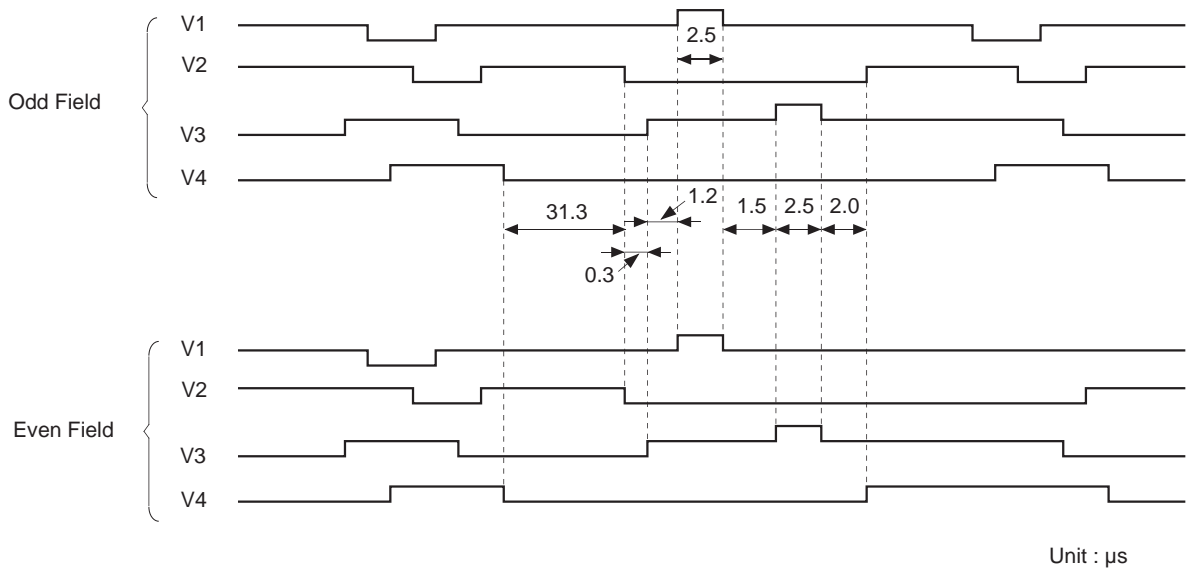 Odd Field
V1
2.5
V2
V3
V4
31.3
1.2
1.5
2.5
2.0
0.3
Even Field
V1
V2
V3
V4
Unit : μs